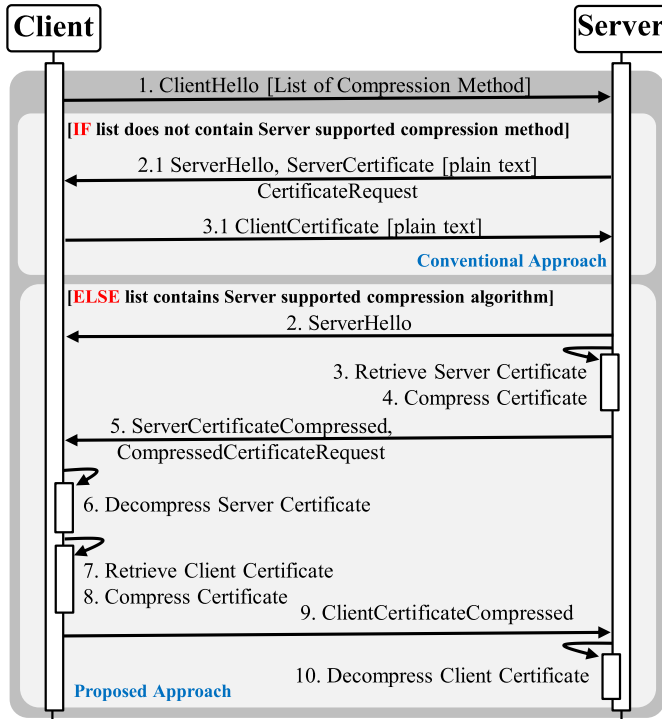 Client
Server
1. ClientHello [List of Compression Method]
[IF list does not contain Server supported compression method]
2.1 ServerHello, ServerCertificate [plain text]
CertificateRequest
3.1 ClientCertificate [plain text]
Conventional Approach
[ELSE list contains Server supported compression algorithm]
2. ServerHello
3. Retrieve Server Certificate
4. Compress Certificate
5. ServerCertificateCompressed,
CompressedCertificateRequest
6. Decompress Server Certificate
7. Retrieve Client Certificate
8. Compress Certificate
9. ClientCertificateCompressed
10. Decompress Client Certificate
Proposed Approach